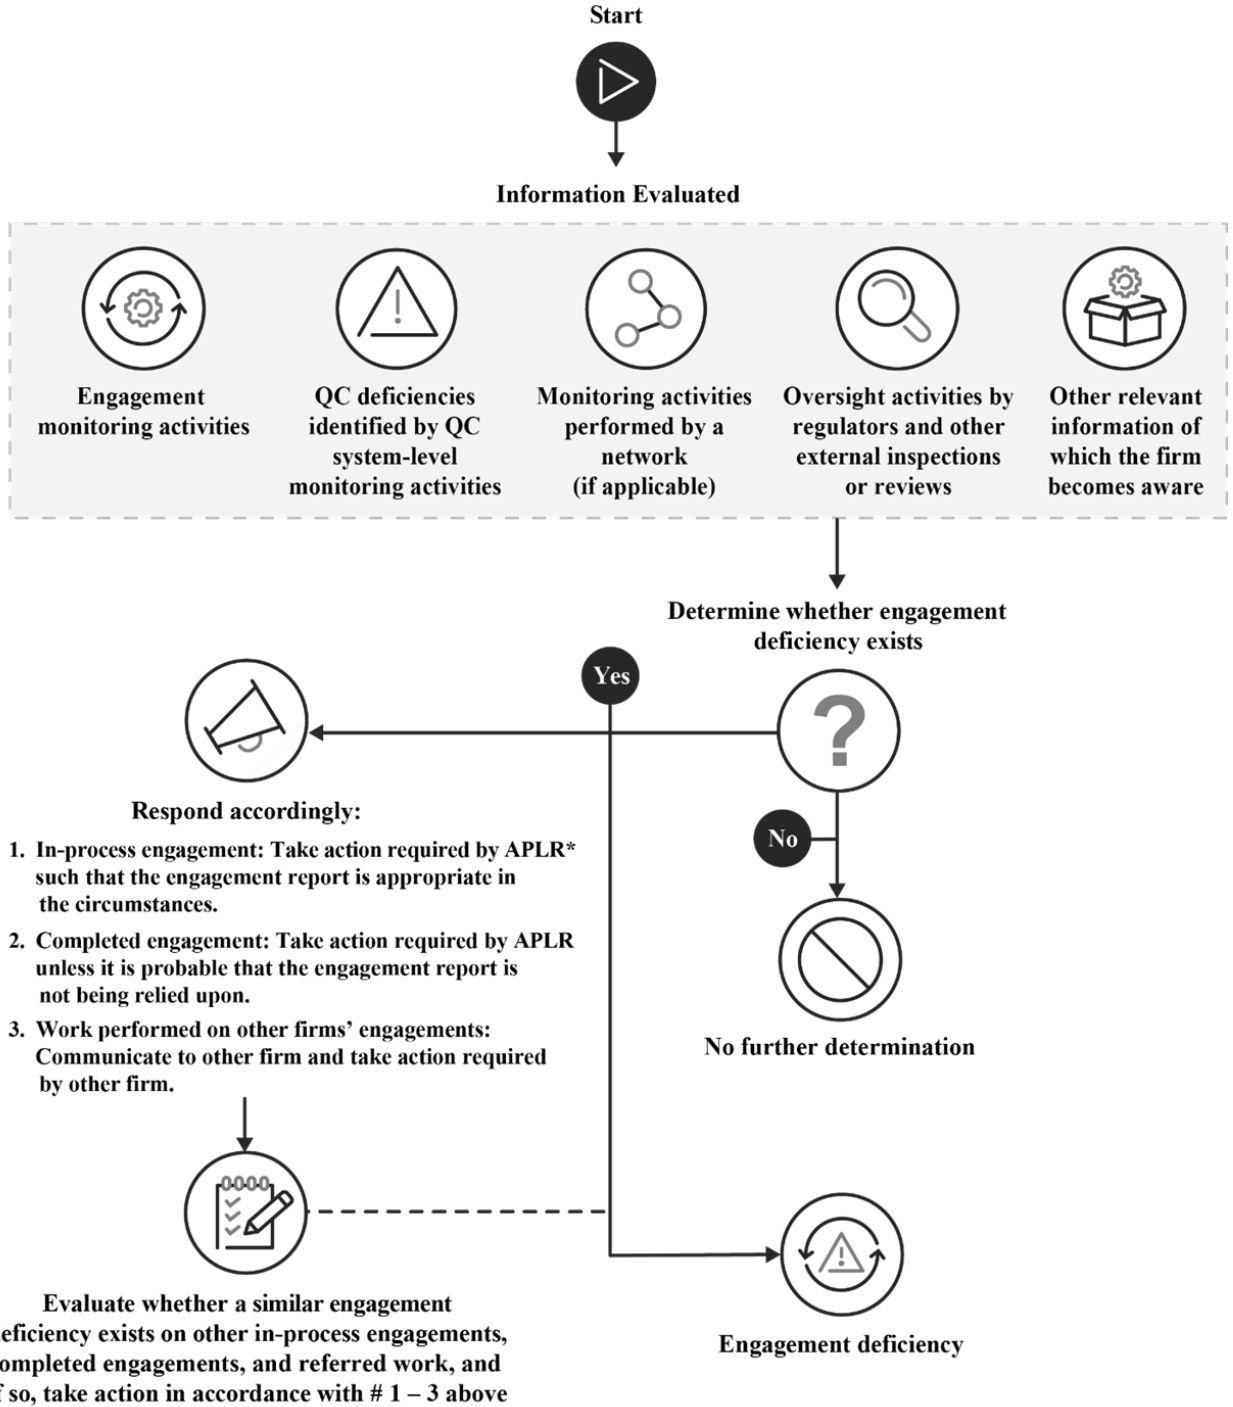 Start
Information Evaluated
Engagement
monitoring activities
QC deficiencies
identified by QC
system-level
monitoring activities
Monitoring activities
performed by a
network
(if applicable)
Oversight activities by
regulators and other
external inspections
or reviews
Other relevant
information of
which the firm
becomes aware
Determine whether engagement
deficiency exists
Yes
No
No further determination
Respond accordingly:
1. In-process engagement: Take action required by APLR*
such that the engagement report is appropriate in
the circumstances.
2. Completed engagement: Take action required by APLR
unless it is probable that the engagement report is
not being relied upon.
3. Work performed on other firms’ engagements:
Communicate to other firm and take action required
by other firm.
Evaluate whether a similar engagement
eficiency exists on other in-process engagements,
ompleted engagements, and referred work, and
f so, take action in accordance with # 1 – 3 above
Engagement deficiency